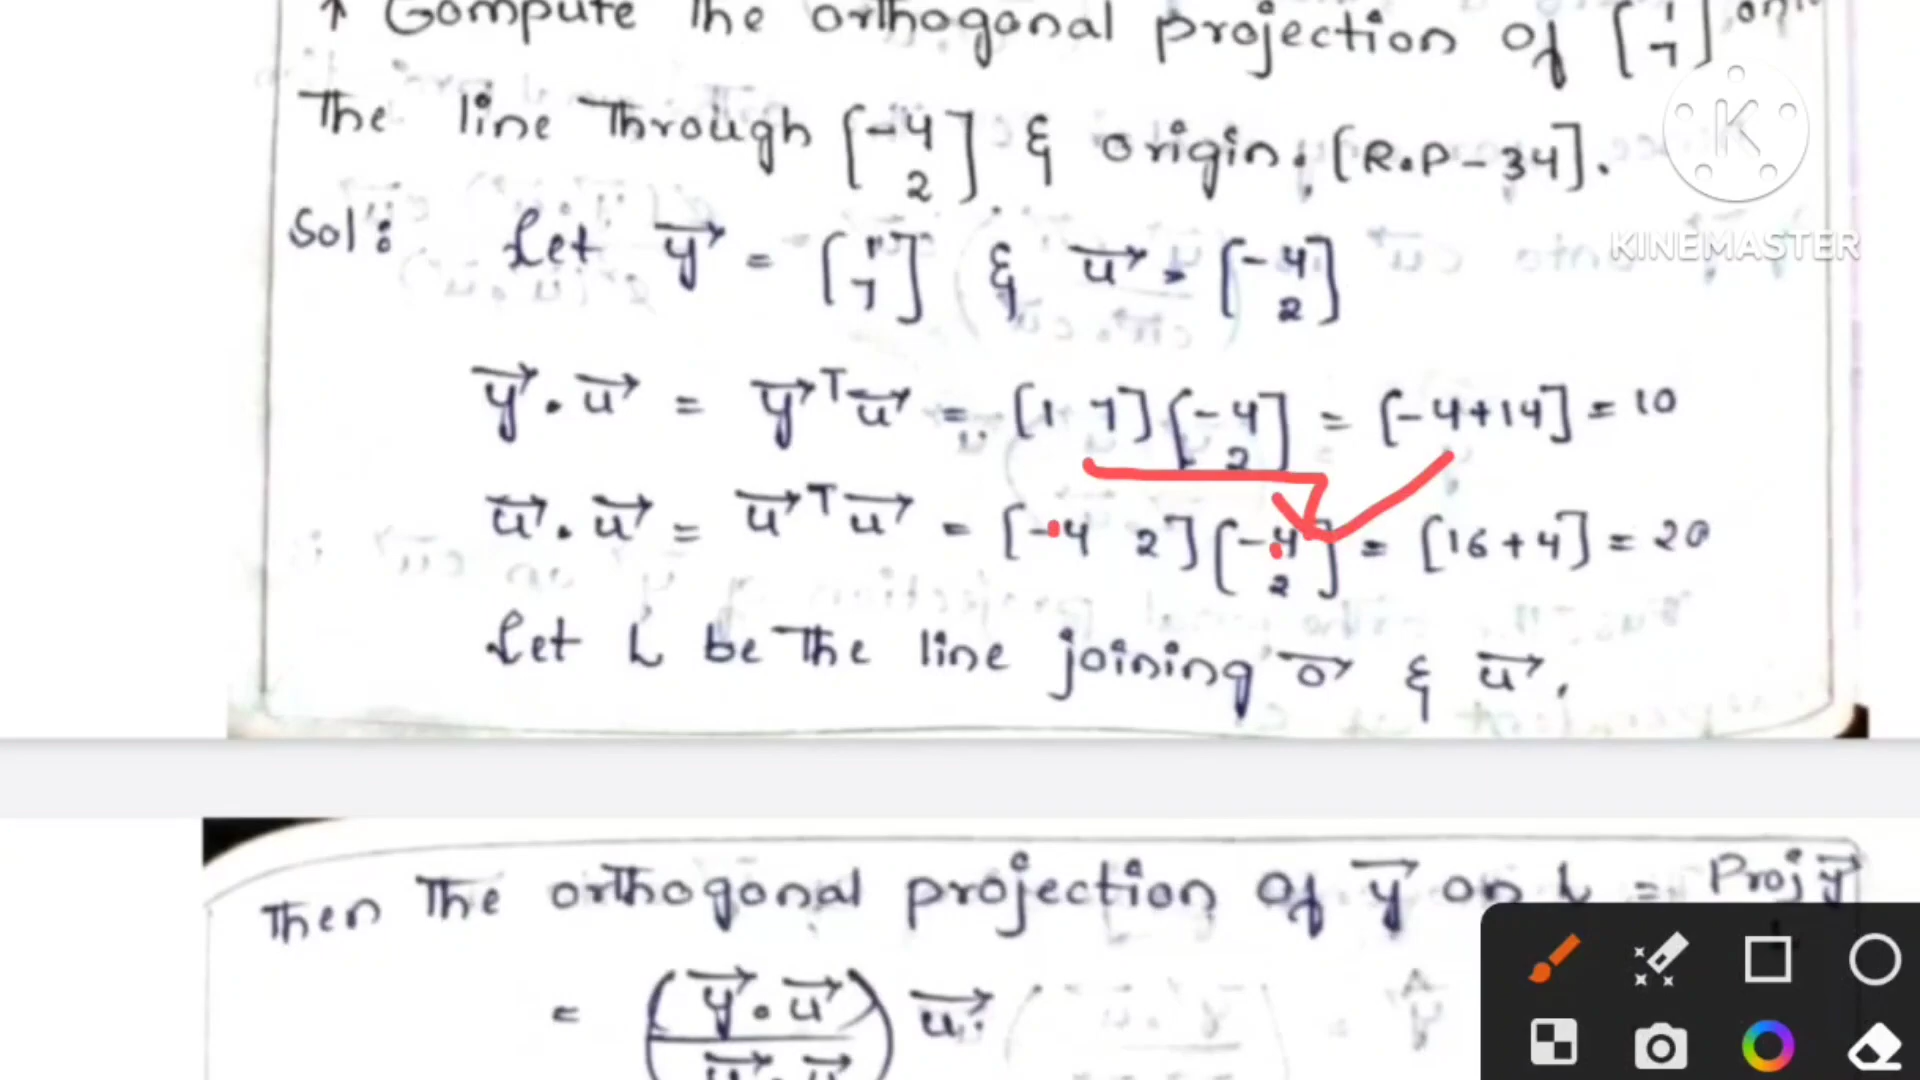 ↑ Compute the orthogonal projection of [1 7] onto
the line through [-4 2] & origin. [R.P-34].
KINEMASTER
Sol: Let y⃗ = [1 7] & u⃗ = [-4 2]
y⃗ . u⃗ = y⃗ᵀu⃗ = [1 7][-4 2] = [-4+14] = 10
u⃗ . u⃗ = u⃗ᵀu⃗ = [-4 2][-4 2] = [16+4] = 20
Let L be the line joining o⃗ & u⃗.
Then the orthogonal projection of y⃗ on L = Proj y⃗
= (y⃗ . u⃗ / u⃗ . u⃗) u⃗.